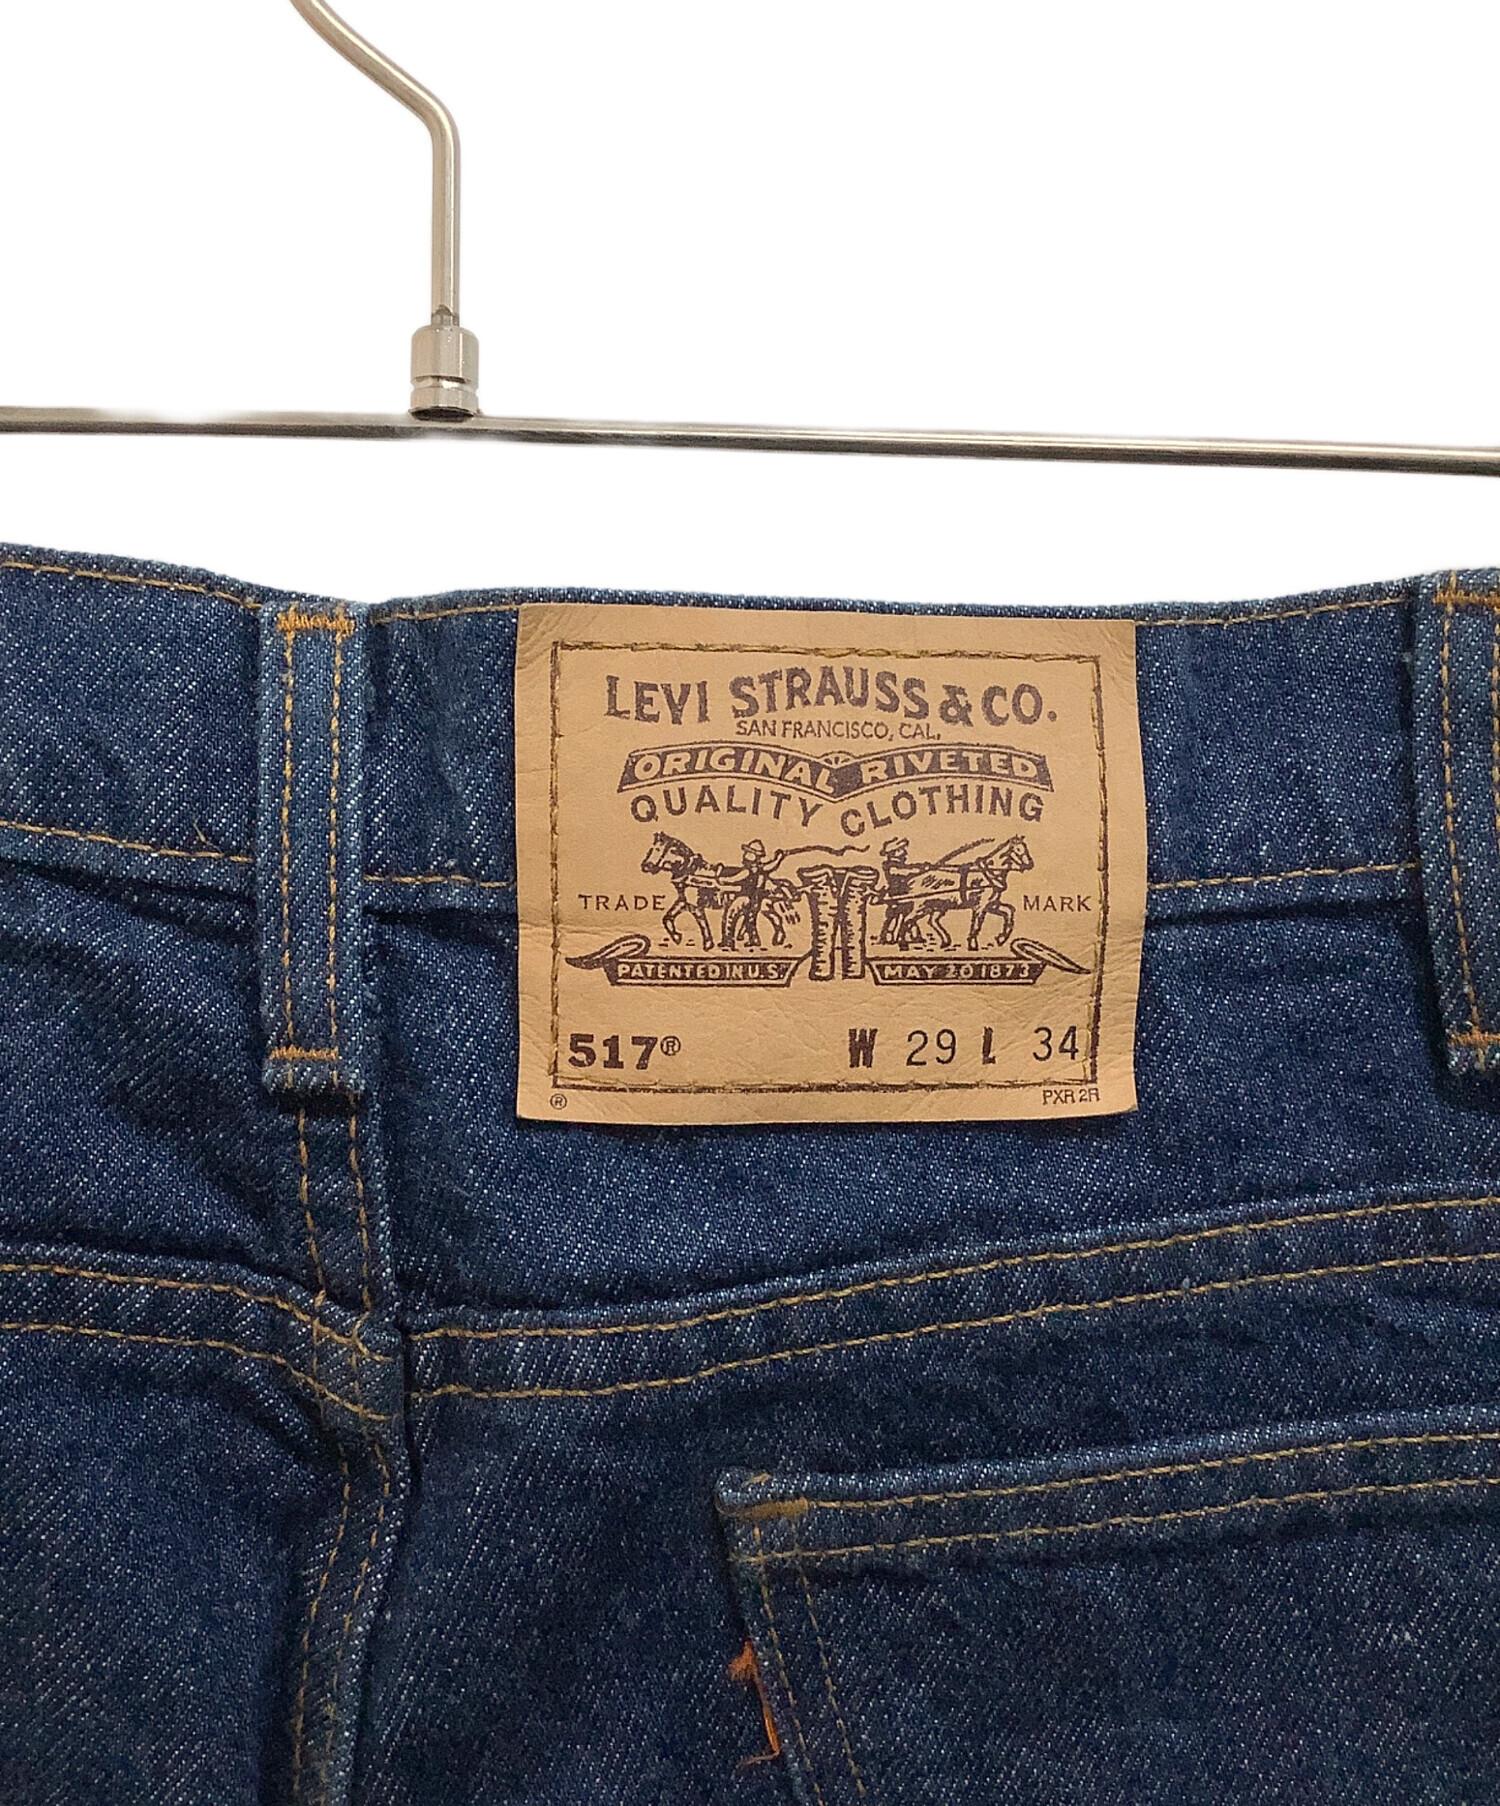 LEVI STRAUSS & CO.
SAN FRANCISCO, CAL.
ORIGINAL RIVETED
QUALITY CLOTHING
TRADE MARK
PATENTED IN U.S. MAY 20 1873
517® W 29 L 34
® PXR 2R